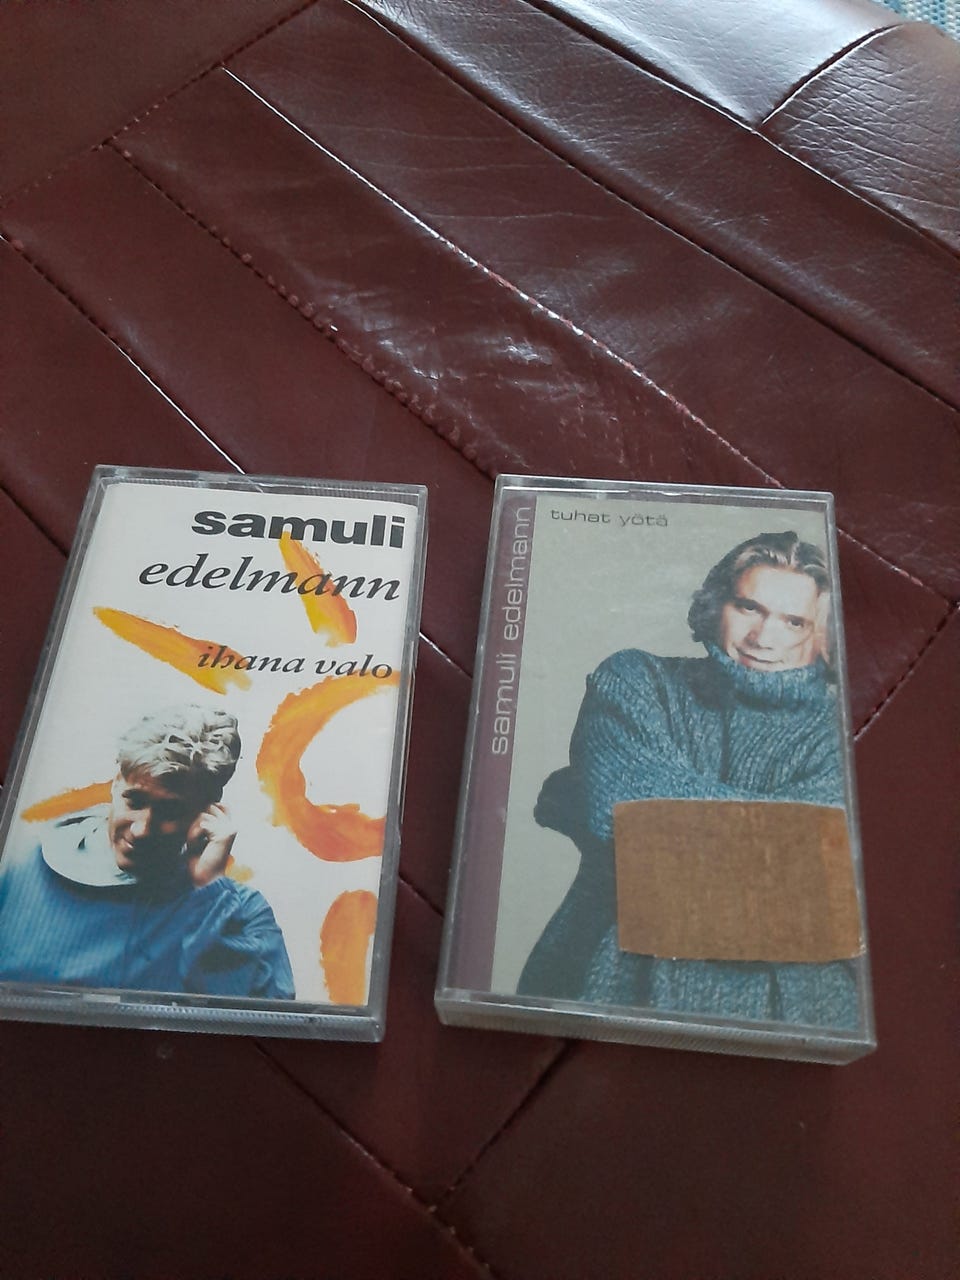 samuli
edelmann
ihana valo
samuli edelmann
tuhat yötä